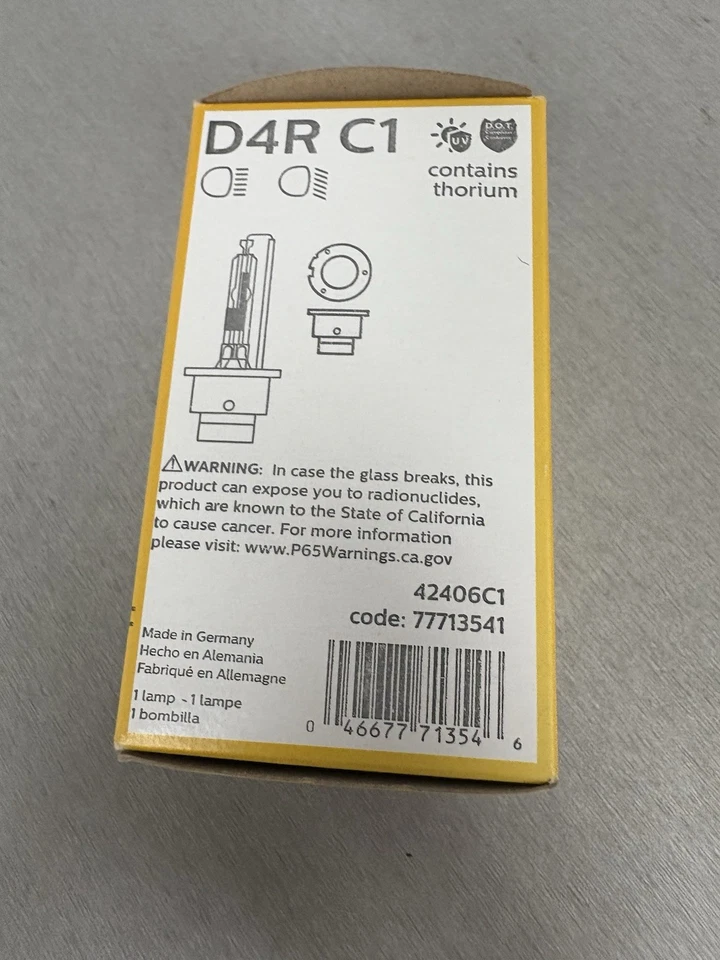 D4R C1
UV
D.O.T.
contains
thorium
WARNING: In case the glass breaks, this
product can expose you to radionuclides,
which are known to the State of California
to cause cancer. For more information
please visit: www.P65Warnings.ca.gov
42406C1
code: 77713541
Made in Germany
Hecho en Alemania
Fabriqué en Allemagne
1 lamp - 1 lampe
1 bombilla
0 46677 71354 6